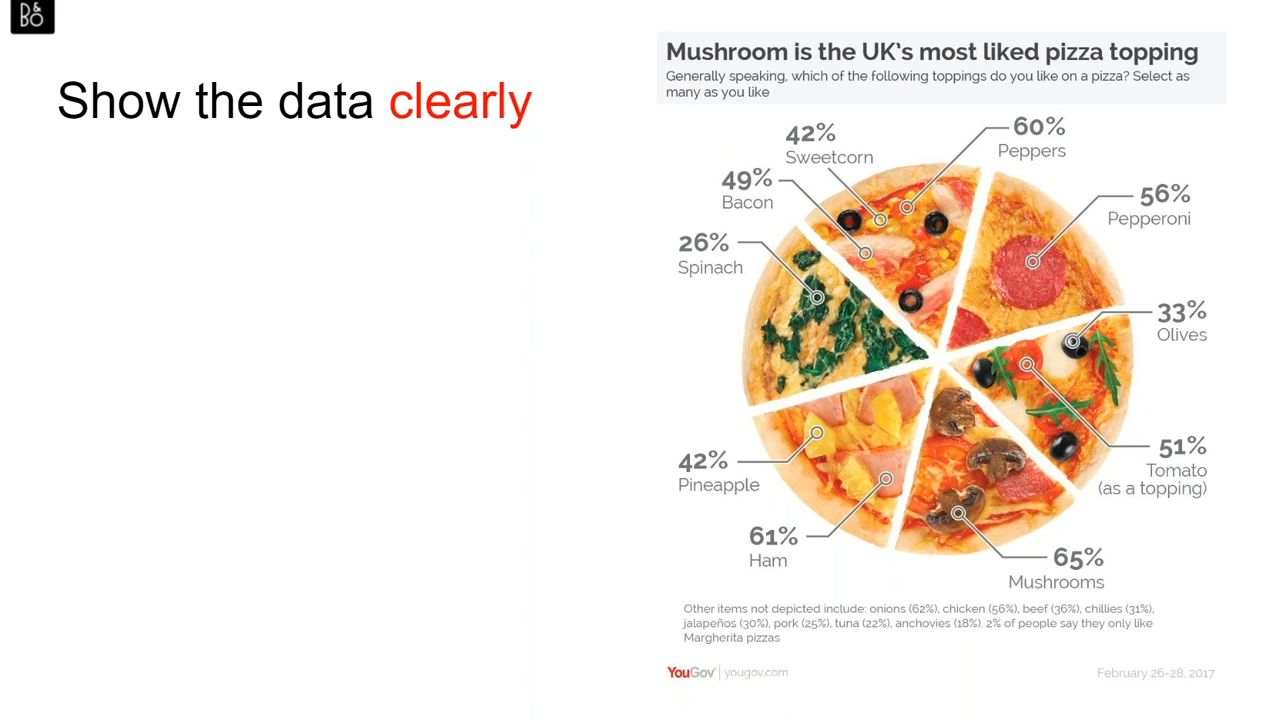 B&O
Show the data clearly
Mushroom is the UK's most liked pizza topping
Generally speaking, which of the following toppings do you like on a pizza? Select as
many as you like
42%
Sweetcorn
60%
Peppers
49%
Bacon
56%
Pepperoni
26%
Spinach
33%
Olives
42%
Pineapple
51%
Tomato
(as a topping)
61%
Ham
65%
Mushrooms
Other items not depicted include: onions (62%), chicken (56%), beef (36%), chillies (31%),
jalapeños (30%), pork (25%), tuna (22%), anchovies (18%). 2% of people say they only like
Margherita pizzas
YouGov | yougov.com
February 26-28, 2017